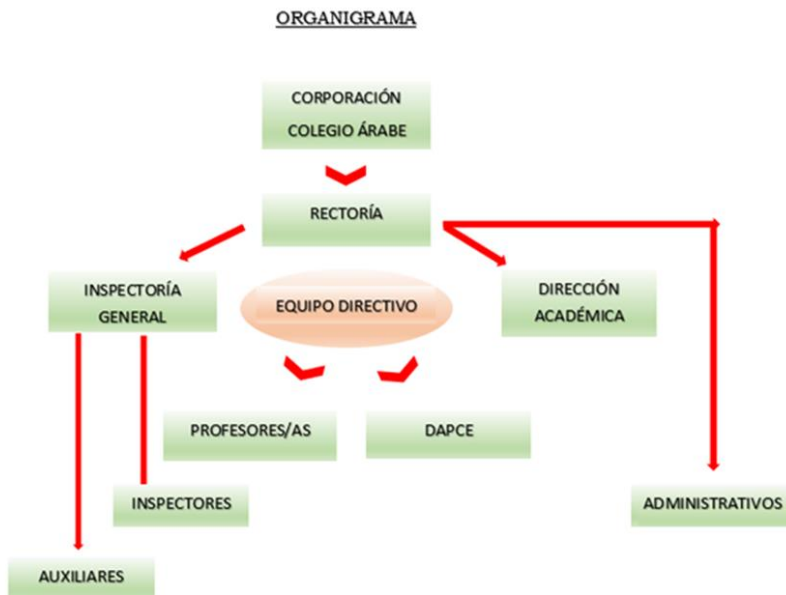 ORGANIGRAMA
CORPORACIÓN
COLEGIO ÁRABE
RECTORÍA
INSPECTORÍA
GENERAL
EQUIPO DIRECTIVO
DIRECCIÓN
ACADÉMICA
PROFESORES/AS
DAPCE
INSPECTORES
ADMINISTRATIVOS
AUXILIARES